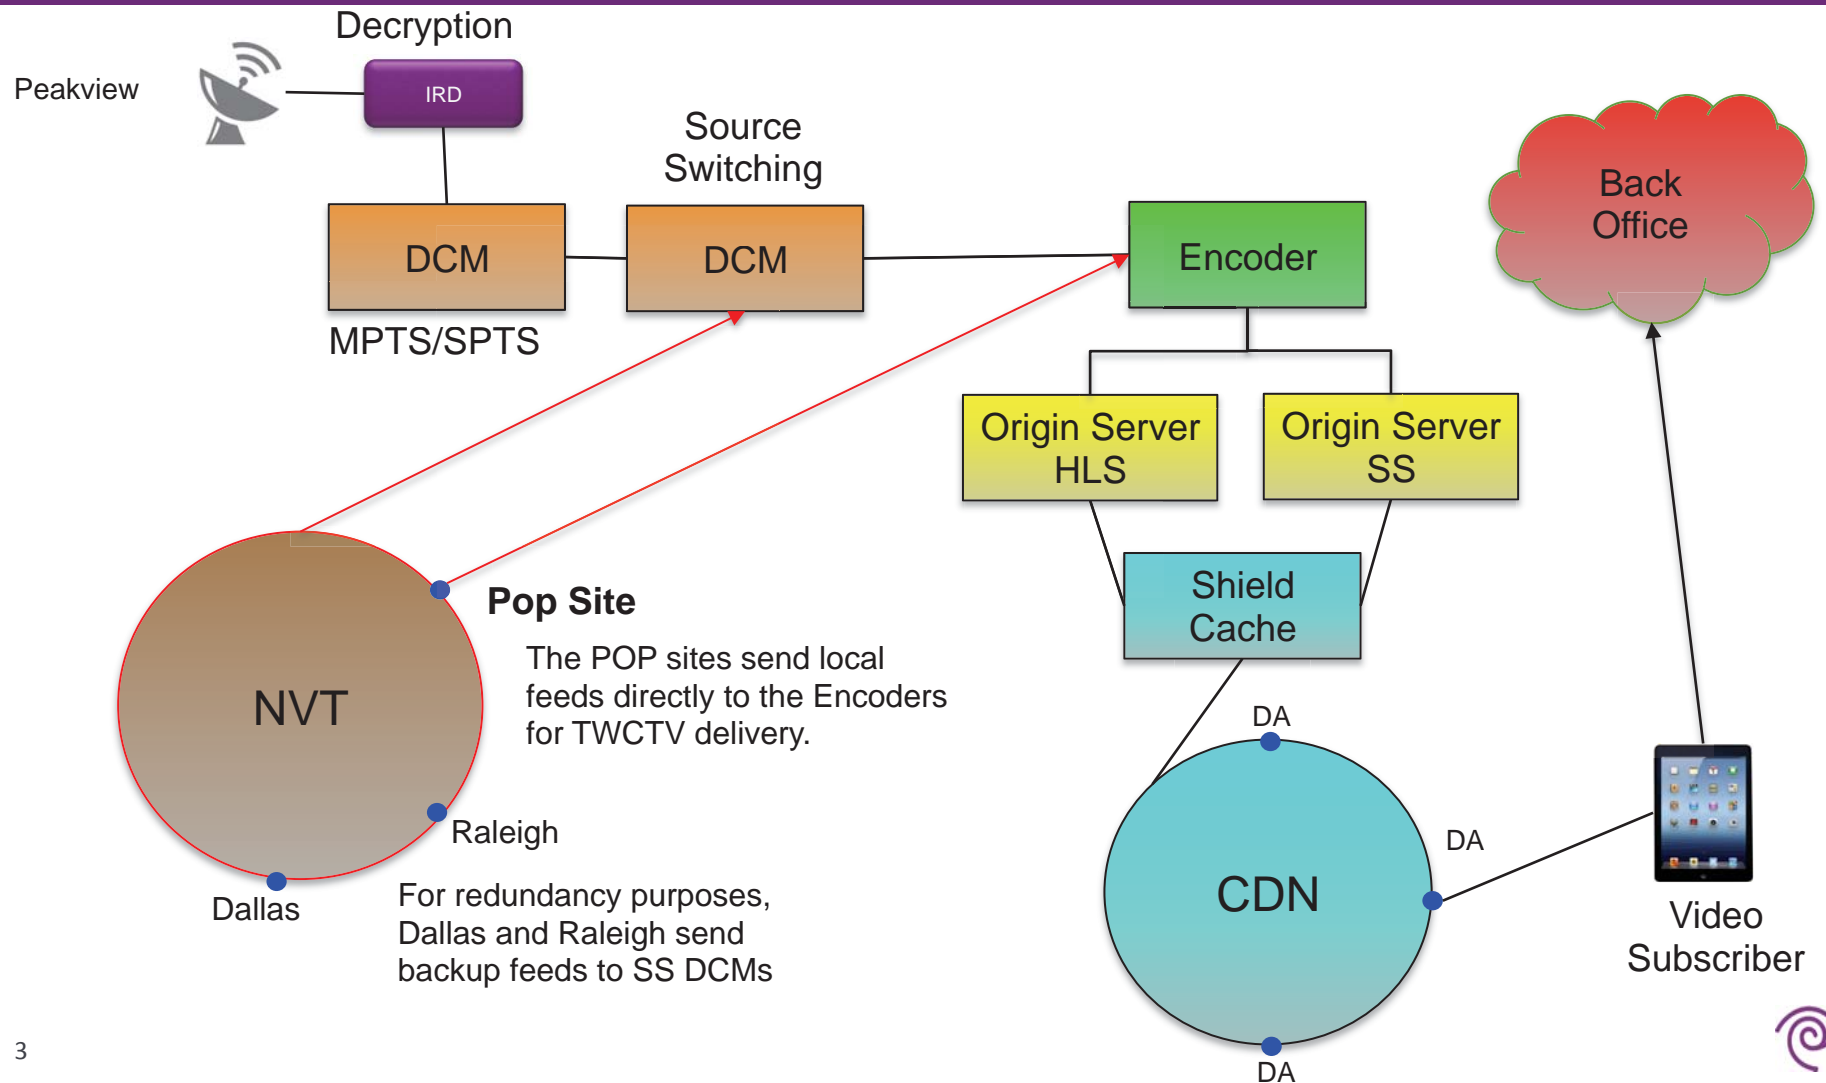 Decryption
Peakview
IRD
Source
Switching
DCM
DCM
MPTS/SPTS
Encoder
Back
Office
Origin Server
HLS
Origin Server
SS
Shield
Cache
NVT
Pop Site
The POP sites send local
feeds directly to the Encoders
for TWCTV delivery.
Raleigh
Dallas
For redundancy purposes,
Dallas and Raleigh send
backup feeds to SS DCMs
DA
DA
CDN
DA
Video
Subscriber
3